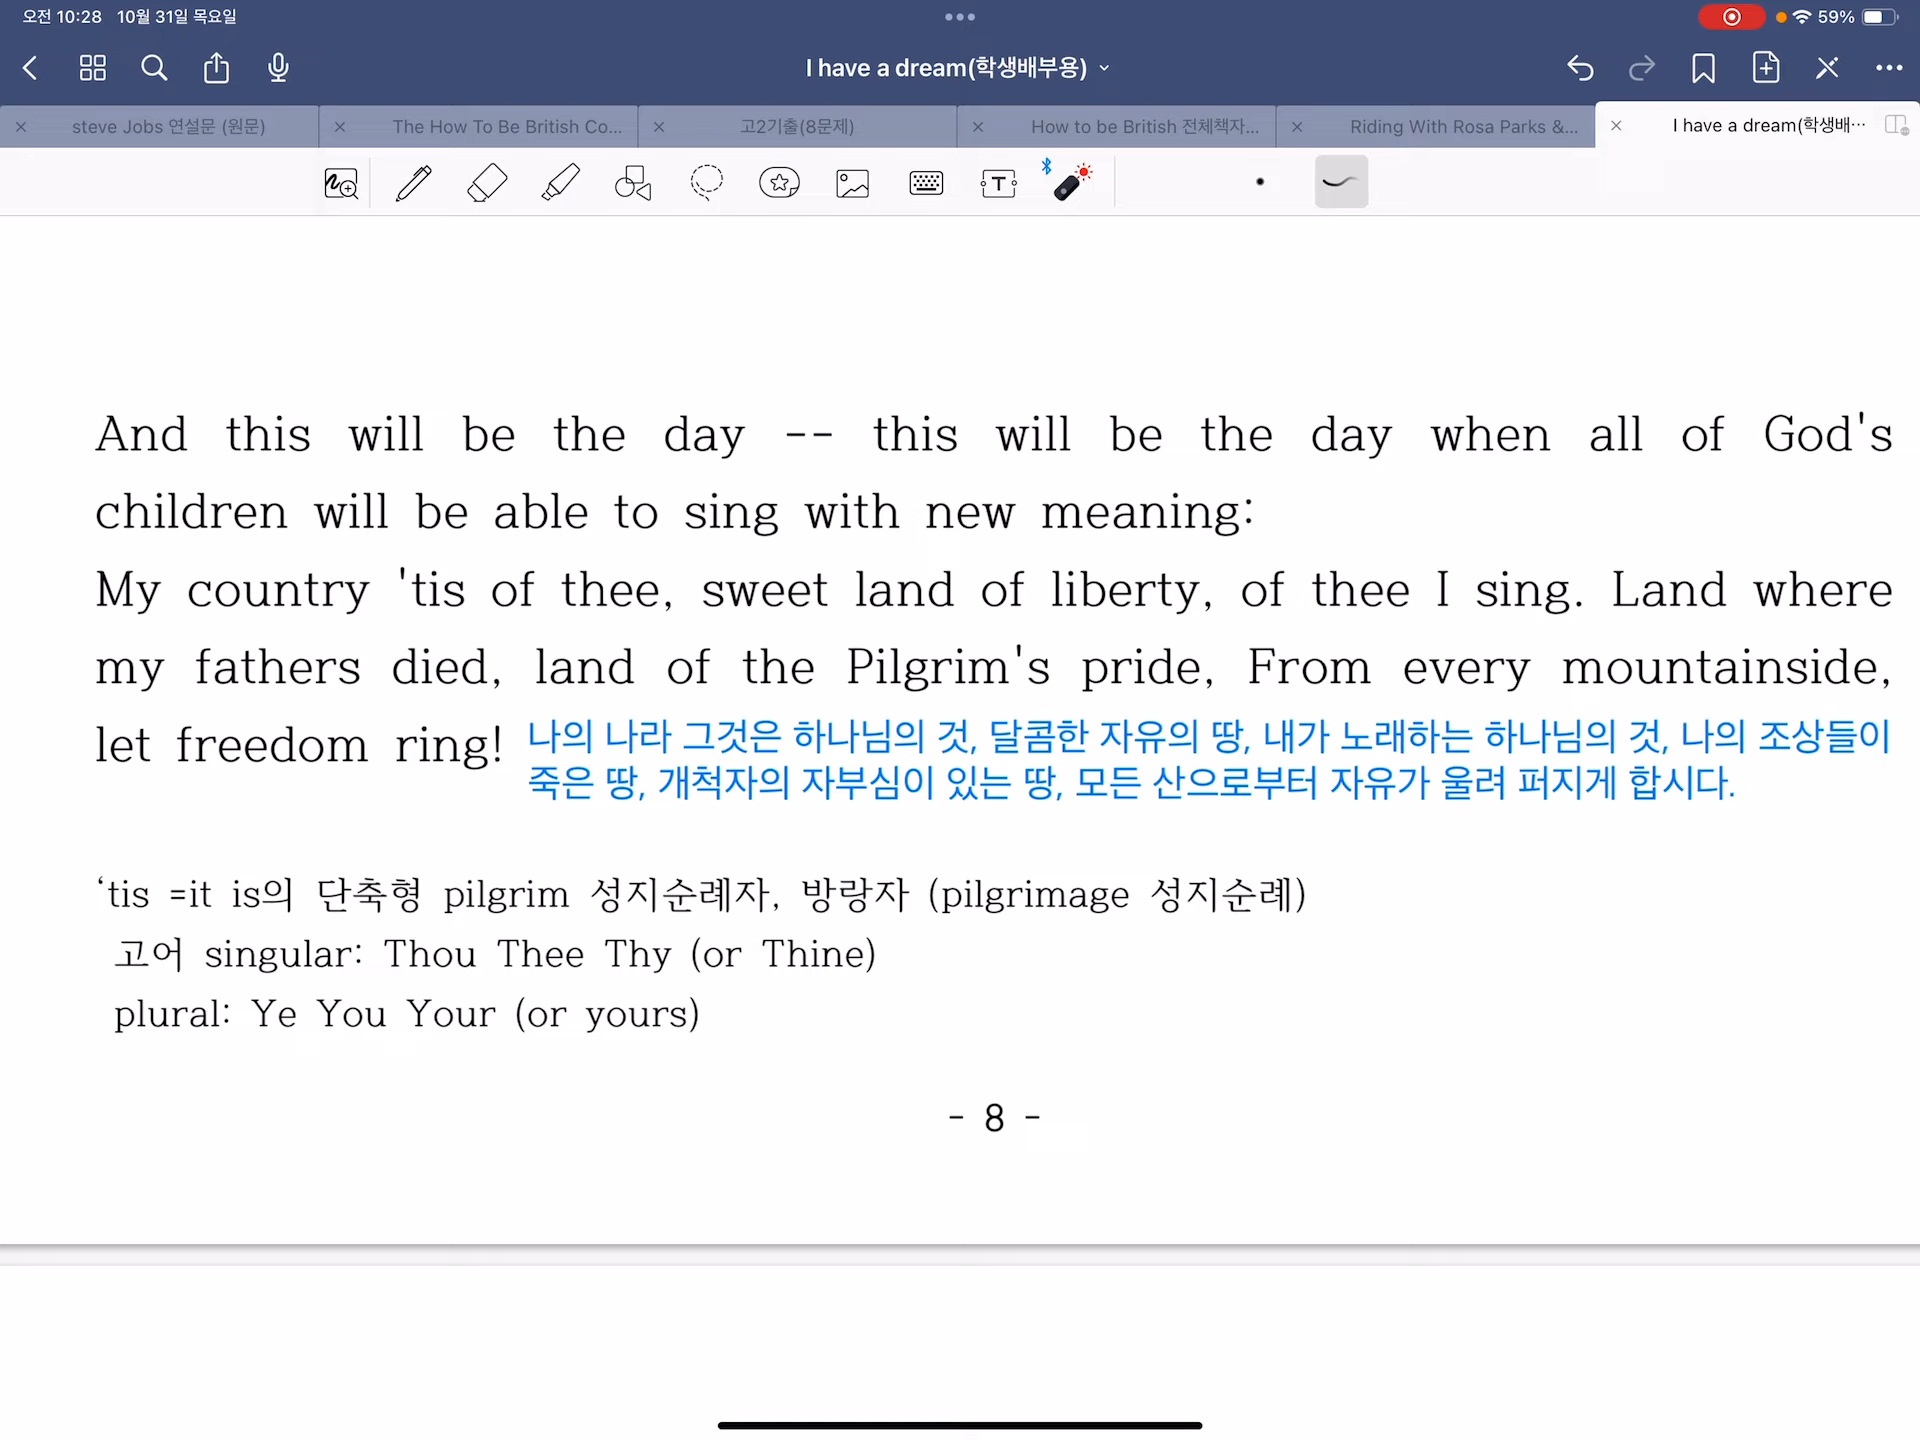 오전 10:28 10월 31일 목요일
59%
I have a dream(학생배부용)
steve Jobs 연설문 (원문)
The How To Be British Co...
고2기출(8문제)
How to be British 전체책자...
Riding With Rosa Parks &...
I have a dream(학생배...
And this will be the day -- this will be the day when all of God's
children will be able to sing with new meaning:
My country 'tis of thee, sweet land of liberty, of thee I sing. Land where
my fathers died, land of the Pilgrim's pride, From every mountainside,
let freedom ring!
나의 나라 그것은 하나님의 것, 달콤한 자유의 땅, 내가 노래하는 하나님의 것, 나의 조상들이
죽은 땅, 개척자의 자부심이 있는 땅, 모든 산으로부터 자유가 울려 퍼지게 합시다.
‘tis =it is의 단축형 pilgrim 성지순례자, 방랑자 (pilgrimage 성지순례)
고어 singular: Thou Thee Thy (or Thine)
plural: Ye You Your (or yours)
- 8 -